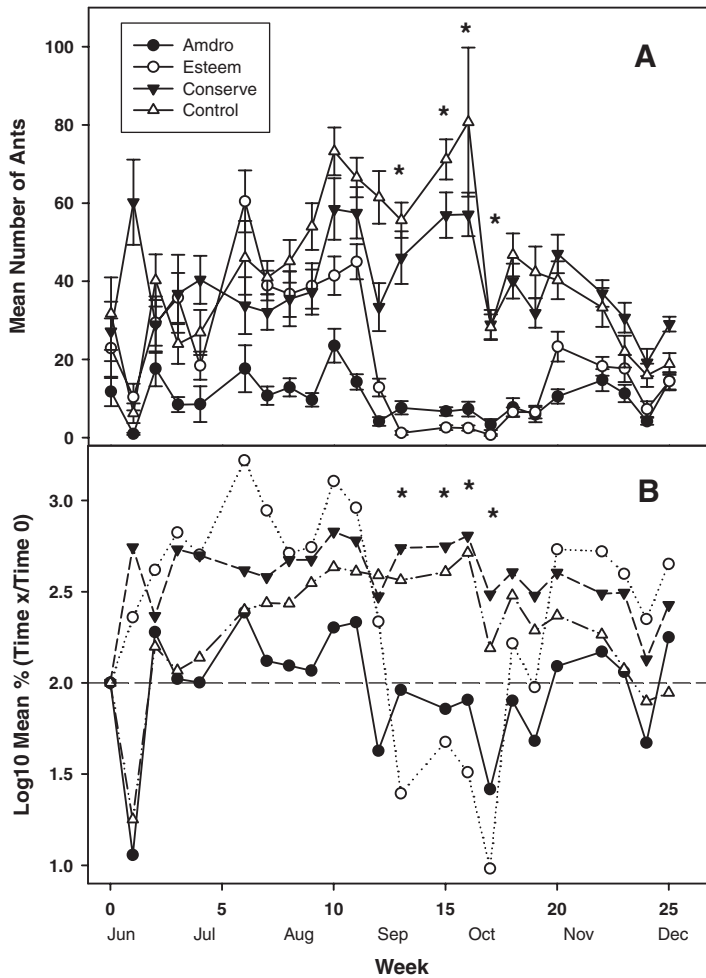 Amdro
Esteem
Conserve
Control
A
*
*
*
*
100
80
60
40
20
0
Mean Number of Ants
B
* * * *
3.0
2.5
2.0
1.5
1.0
Log10 Mean % (Time x/Time 0)
0 5 10 15 20 25
Jun Jul Aug Sep Oct Nov Dec
Week